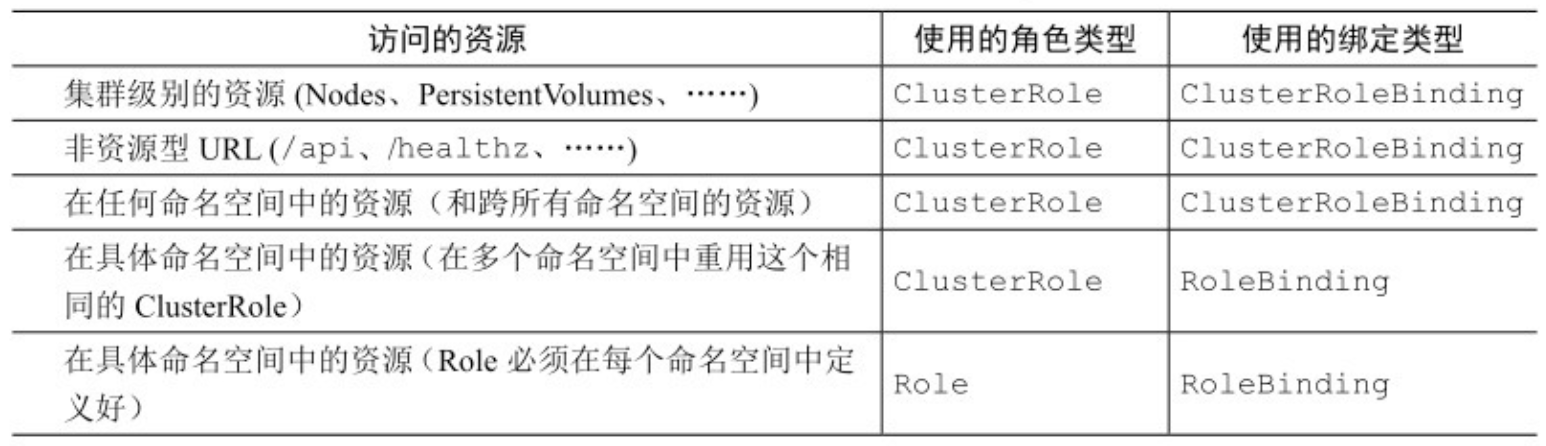 访问的资源 使用的角色类型 使用的绑定类型
集群级别的资源 (Nodes、PersistentVolumes、……) ClusterRole ClusterRoleBinding
非资源型 URL (/api、/healthz、……) ClusterRole ClusterRoleBinding
在任何命名空间中的资源（和跨所有命名空间的资源） ClusterRole ClusterRoleBinding
在具体命名空间中的资源（在多个命名空间中重用这个相
同的 ClusterRole） ClusterRole RoleBinding
在具体命名空间中的资源（Role 必须在每个命名空间中定
义好） Role RoleBinding